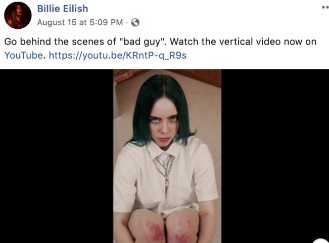 Billie Eilish
August 15 at 5:09 PM ·
Go behind the scenes of "bad guy". Watch the vertical video now on
YouTube. https://youtu.be/KRntP-q_R9s